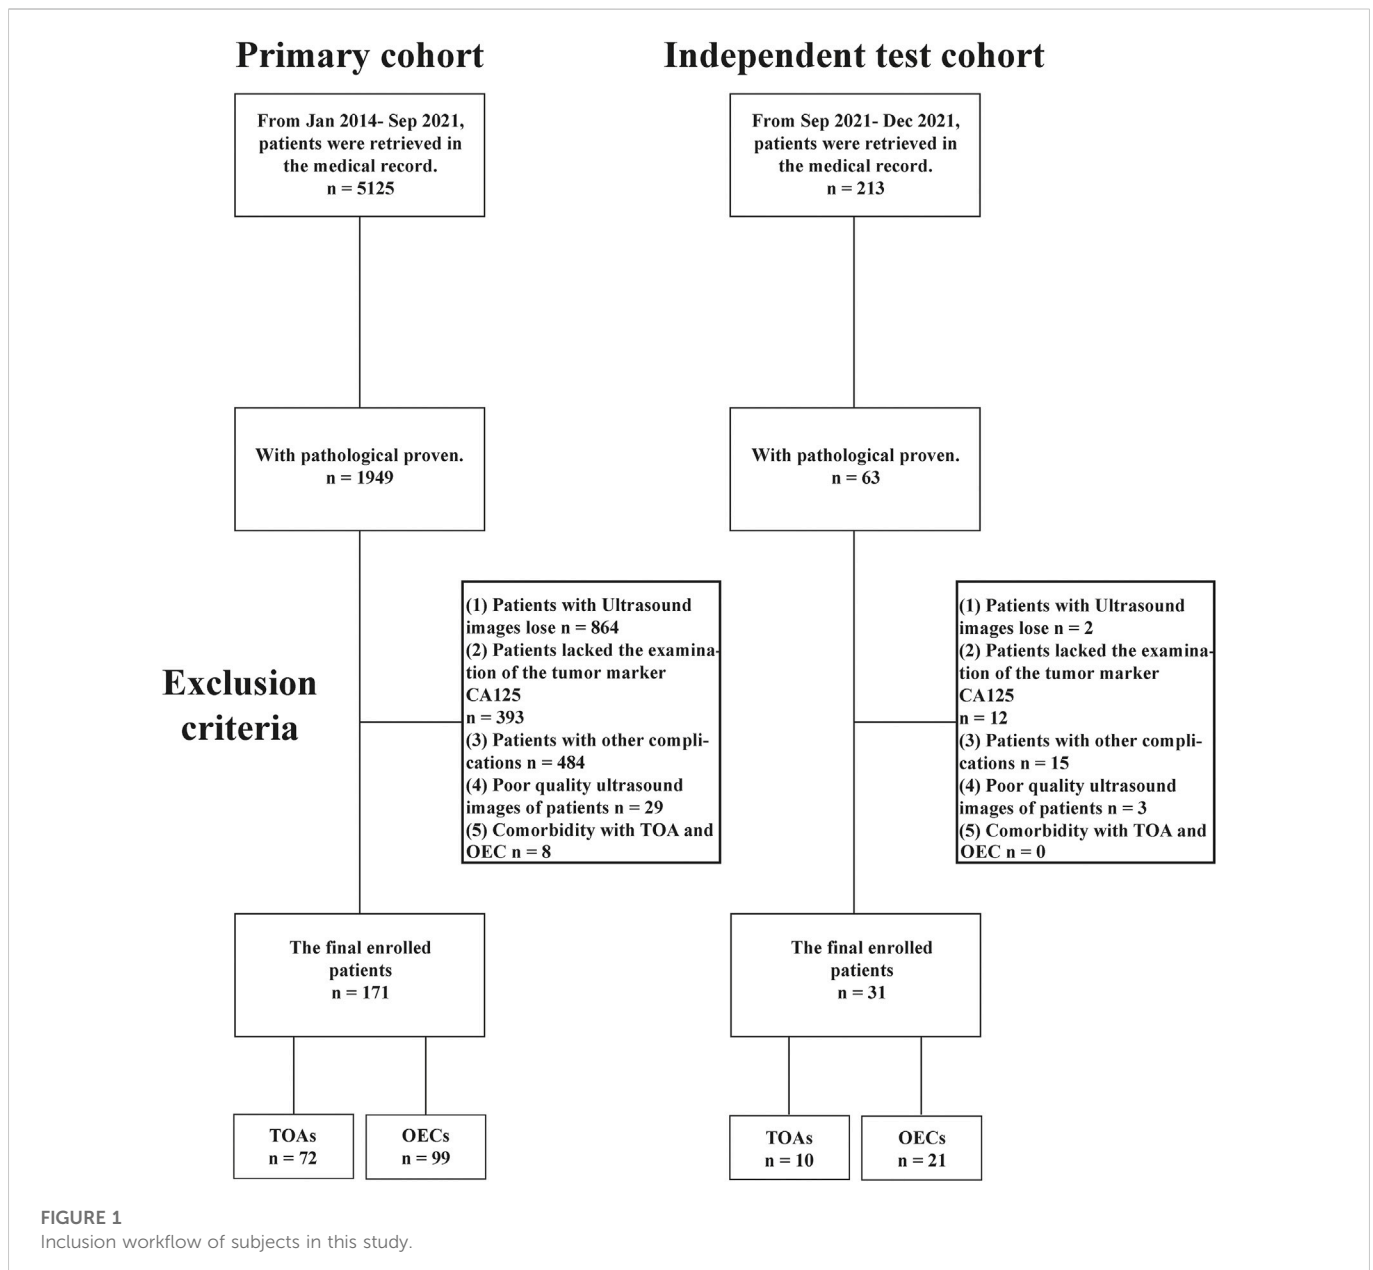 Primary cohort
From Jan 2014- Sep 2021,
patients were retrieved in
the medical record.
n = 5125
With pathological proven.
n = 1949
Exclusion
criteria
(1) Patients with Ultrasound
images lose n = 864
(2) Patients lacked the examina-
tion of the tumor marker
CA125
n = 393
(3) Patients with other compli-
cations n = 484
(4) Poor quality ultrasound
images of patients n = 29
(5) Comorbidity with TOA and
OEC n = 8
The final enrolled
patients
n = 171
TOAs
n = 72
OECs
n = 99
Independent test cohort
From Sep 2021- Dec 2021,
patients were retrieved in
the medical record.
n = 213
With pathological proven.
n = 63
(1) Patients with Ultrasound
images lose n = 2
(2) Patients lacked the examina-
tion of the tumor marker
CA125
n = 12
(3) Patients with other compli-
cations n = 15
(4) Poor quality ultrasound
images of patients n = 3
(5) Comorbidity with TOA and
OEC n = 0
The final enrolled
patients
n = 31
TOAs
n = 10
OECs
n = 21
FIGURE 1
Inclusion workflow of subjects in this study.